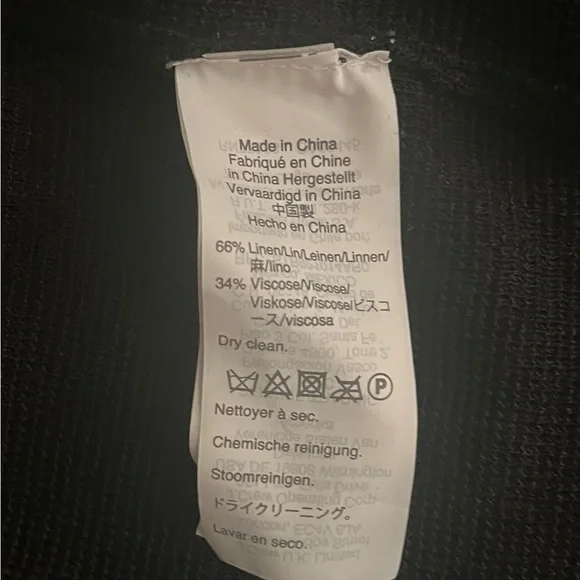 Made in China
Fabriqué en Chine
in China Hergestellt
Vervaardigd in China
中国製
Hecho en China
66% Linen/Lin/Leinen/Linnen/
麻/lino
34% Viscose/Viscose/
Viskose/Viscose/ビスコ
ース/viscosa
Dry clean.
P
Nettoyer à sec.
Chemische reinigung.
Stoomreinigen.
ドライクリーニング。
Lavar en seco.